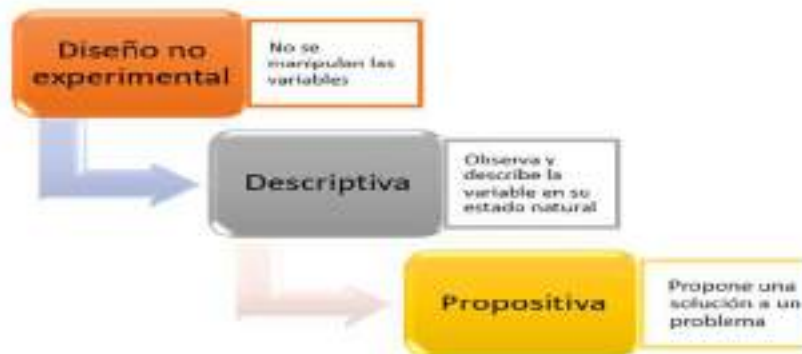 Diseño no
experimental
No se
manipulan las
variables
Descriptiva
Observa y
describe la
variable en su
estado natural
Propositiva
Propone una
solución a un
problema